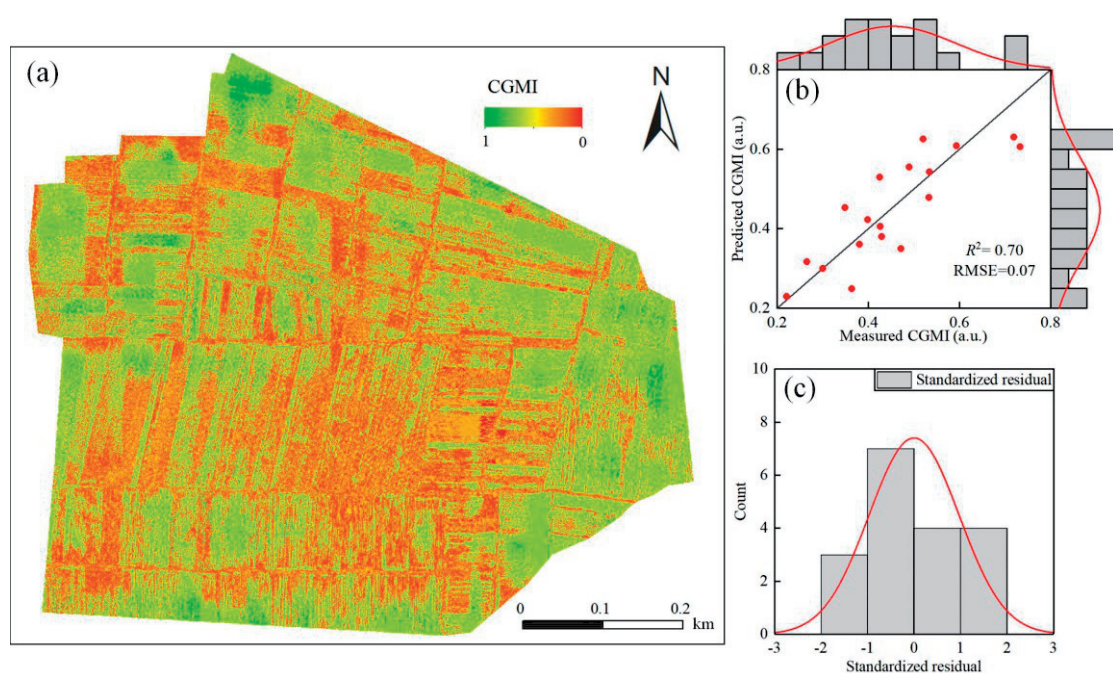 (a)
CGMI
1
0
N
0
0.1
0.2
km
(b)
0.8
0.6
0.4
0.2
Predicted CGMI (a.u.)
R²= 0.70
RMSE=0.07
0.2
0.4
0.6
0.8
Measured CGMI (a.u.)
(c)
Standardized residual
10
8
6
4
2
0
Count
-3
-2
-1
0
1
2
3
Standardized residual